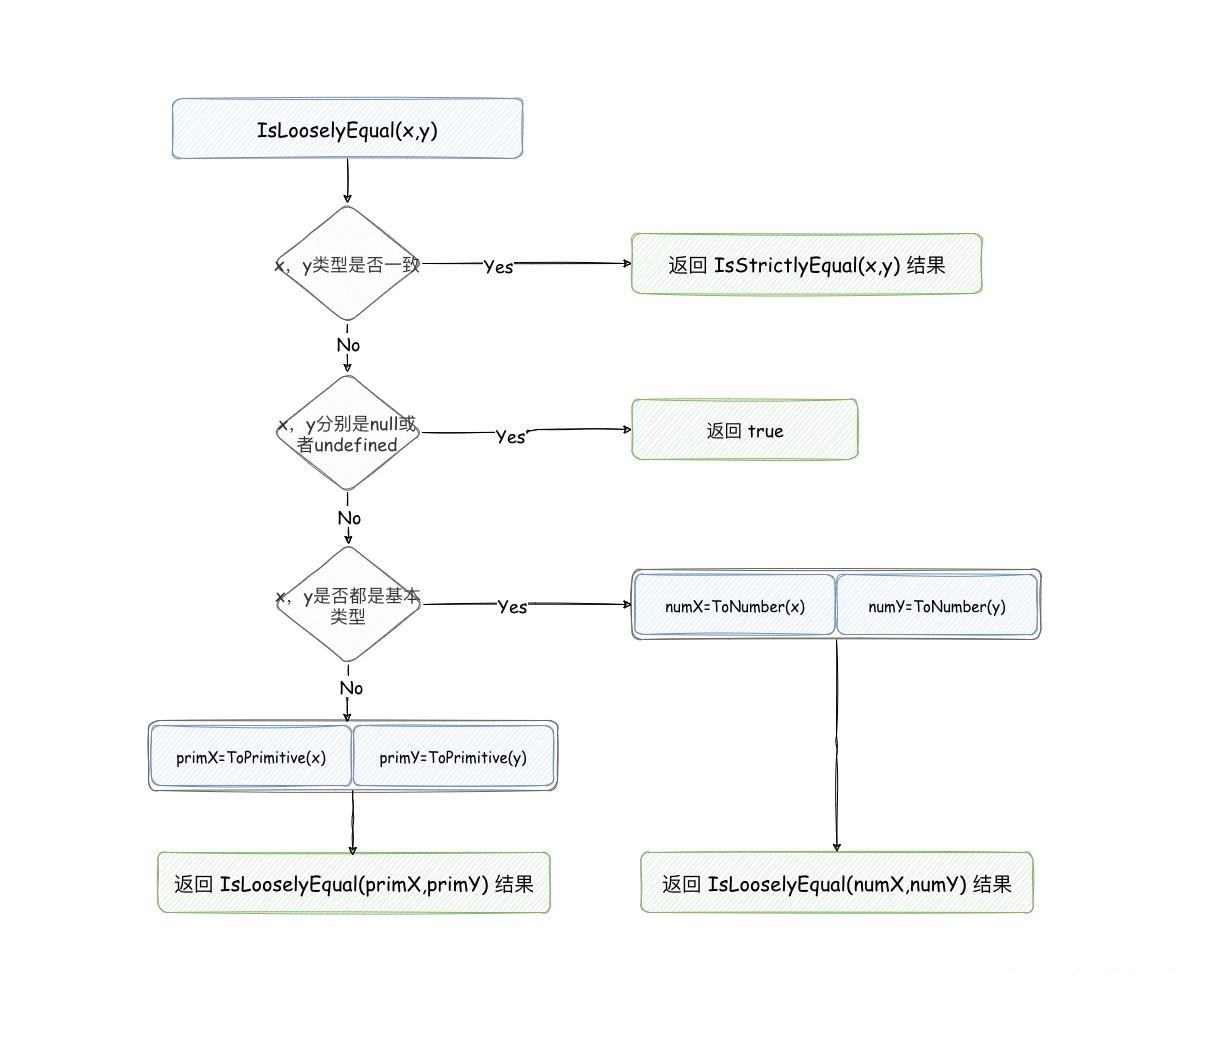 IsLooselyEqual(x,y)
x，y类型是否一致
Yes
返回 IsStrictlyEqual(x,y) 结果
No
x，y分别是null或
者undefined
Yes
返回 true
No
x，y是否都是基本
类型
Yes
numX=ToNumber(x)
numY=ToNumber(y)
No
primX=ToPrimitive(x)
primY=ToPrimitive(y)
返回 IsLooselyEqual(primX,primY) 结果
返回 IsLooselyEqual(numX,numY) 结果